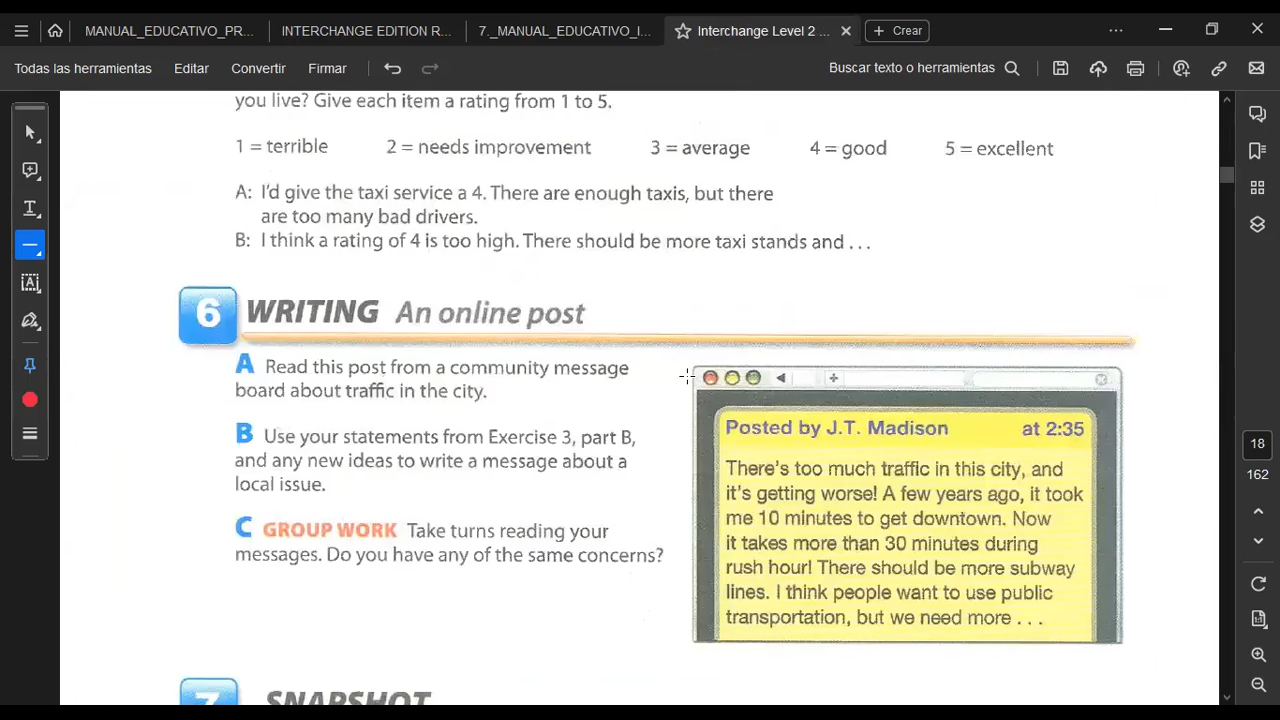 MANUAL_EDUCATIVO_PR... INTERCHANGE EDITION R... 7._MANUAL_EDUCATIVO_I... Interchange Level 2 ... Crear
Todas las herramientas Editar Convertir Firmar Buscar texto o herramientas
you live? Give each item a rating from 1 to 5.
1 = terrible 2 = needs improvement 3 = average 4 = good 5 = excellent
A: I'd give the taxi service a 4. There are enough taxis, but there
are too many bad drivers.
B: I think a rating of 4 is too high. There should be more taxi stands and . . .
6 WRITING An online post
A Read this post from a community message
board about traffic in the city.
B Use your statements from Exercise 3, part B,
and any new ideas to write a message about a
local issue.
C GROUP WORK Take turns reading your
messages. Do you have any of the same concerns?
Posted by J.T. Madison at 2:35
There's too much traffic in this city, and
it's getting worse! A few years ago, it took
me 10 minutes to get downtown. Now
it takes more than 30 minutes during
rush hour! There should be more subway
lines. I think people want to use public
transportation, but we need more . . .
7 SNAPSHOT
18
162